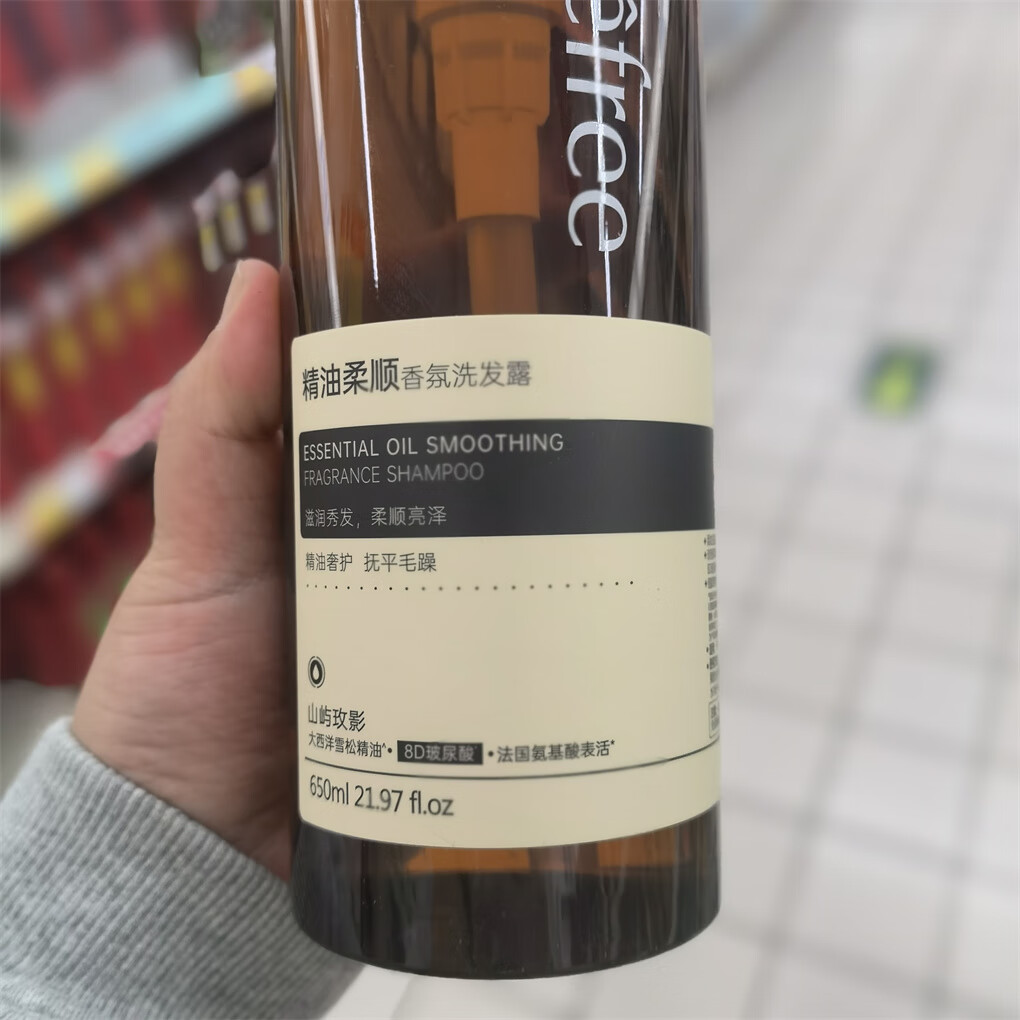 精油柔顺香氛洗发露
ESSENTIAL OIL SMOOTHING
FRAGRANCE SHAMPOO
滋润秀发，柔顺亮泽
精油奢护 抚平毛躁
山屿玫影
大西洋雪松精油^• 8D玻尿酸 •法国氨基酸表活*
650ml 21.97 fl.oz